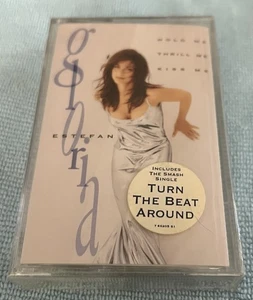 HOLD ME
THRILL ME
KISS ME
gloria
ESTEFAN
INCLUDES
THE SMASH
SINGLE
TURN
THE BEAT
AROUND